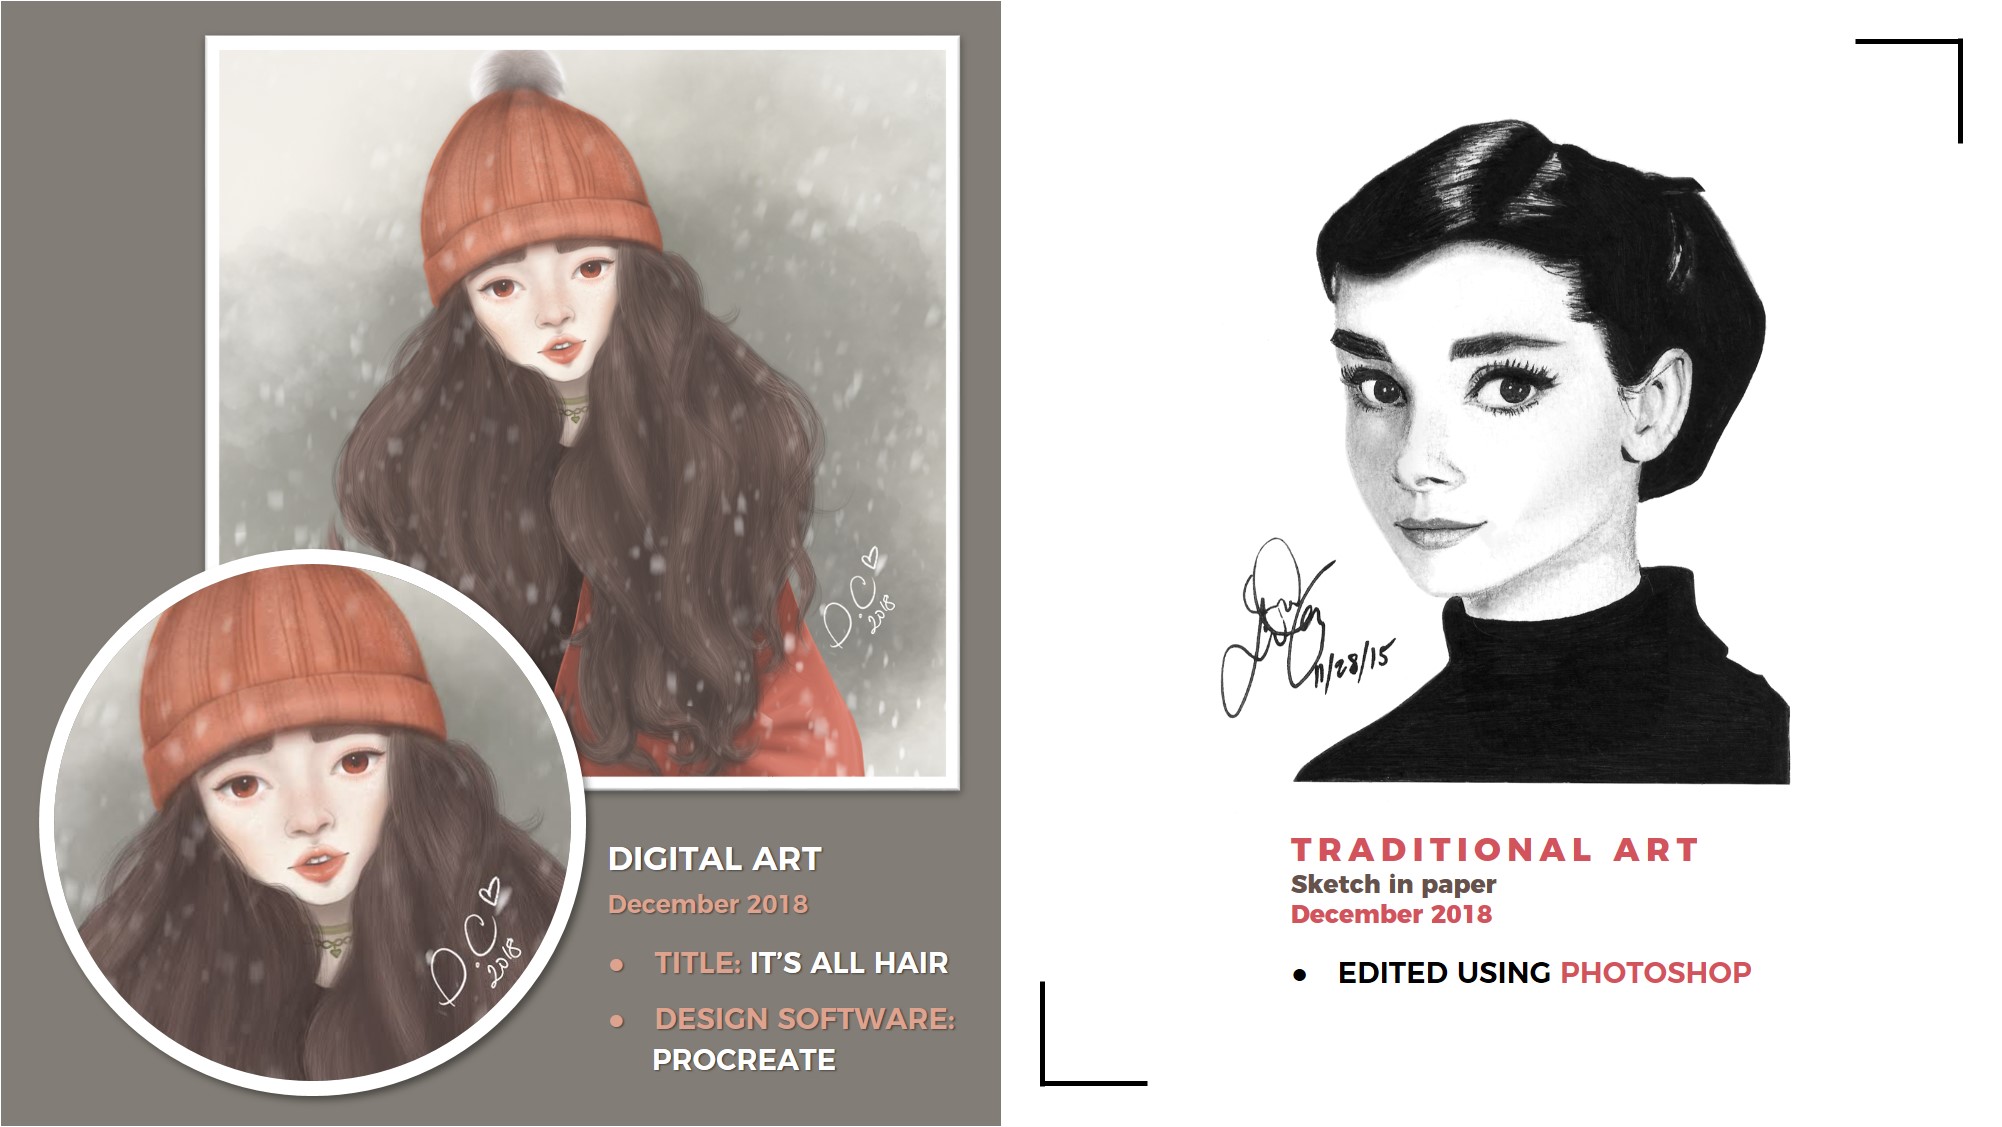 D.C
2018
D.C
2018
DIGITAL ART
December 2018
● TITLE: IT’S ALL HAIR
● DESIGN SOFTWARE:
PROCREATE
11/28/15
TRADITIONAL ART
Sketch in paper
December 2018
● EDITED USING PHOTOSHOP